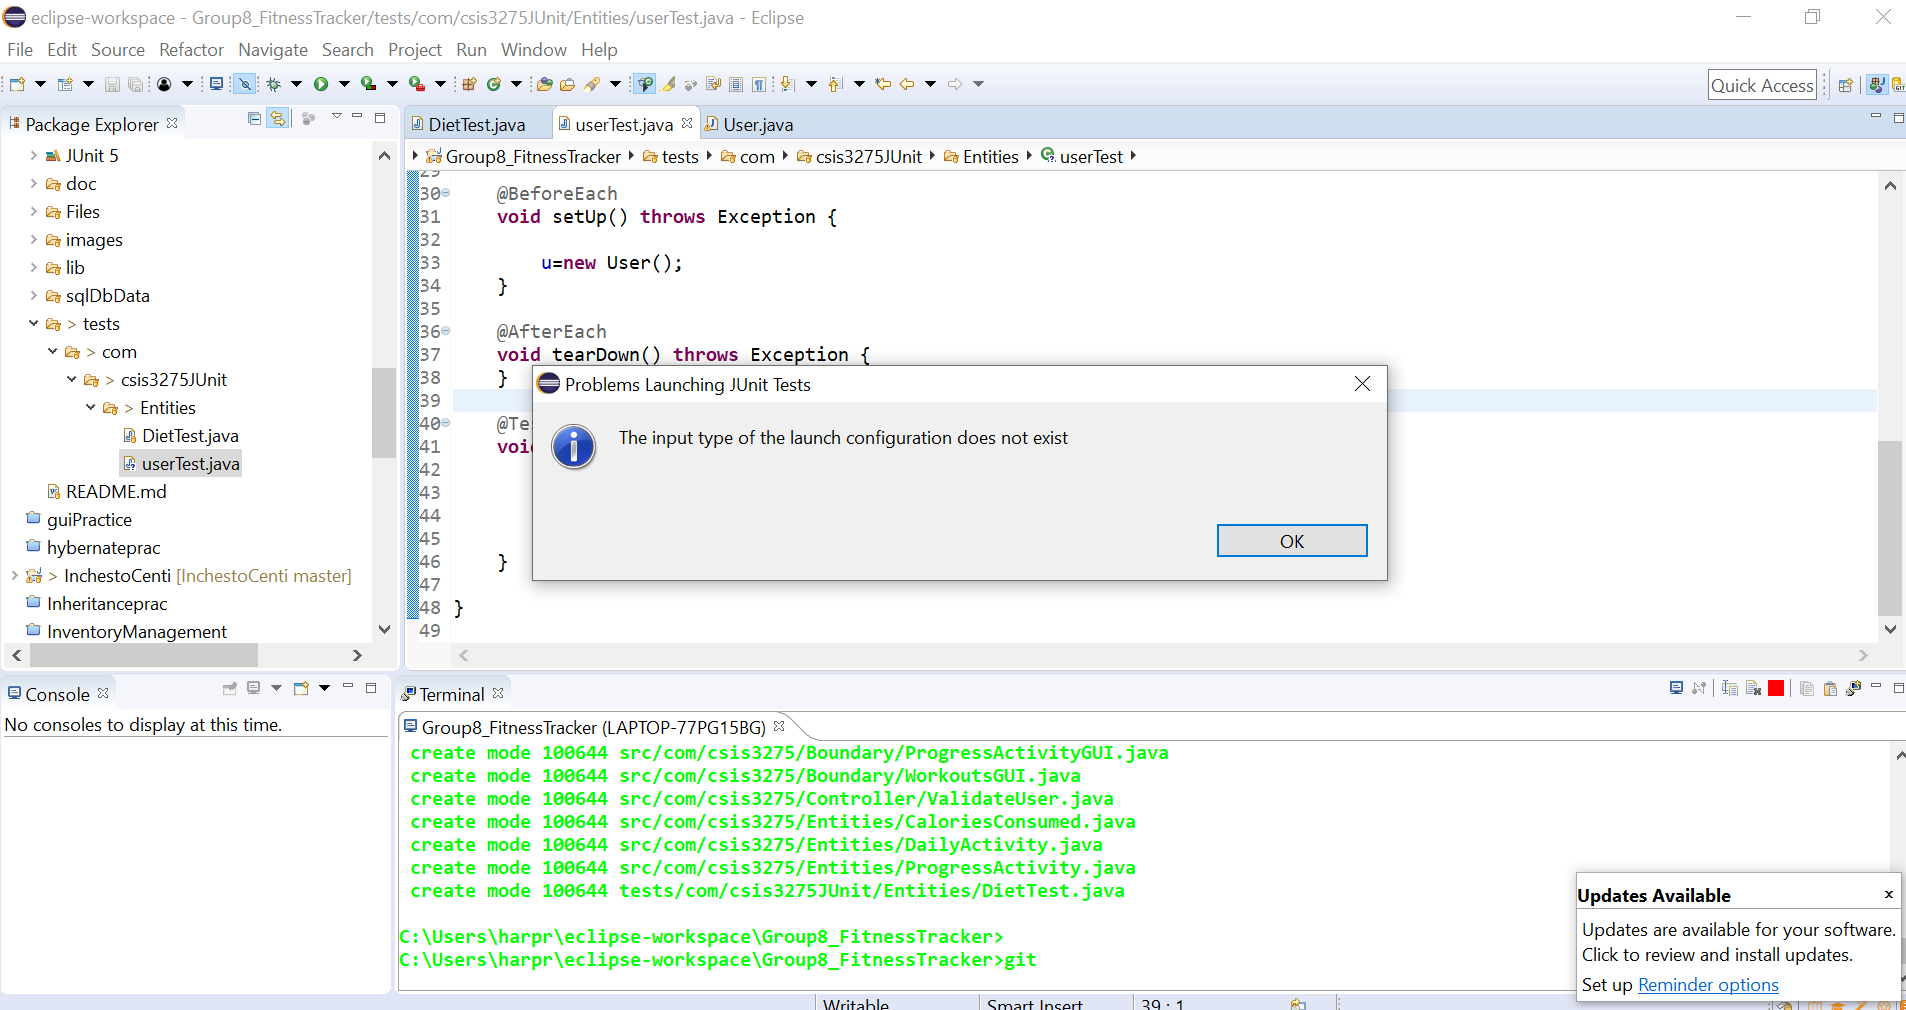 eclipse-workspace - Group8_FitnessTracker/tests/com/csis3275JUnit/Entities/userTest.java - Eclipse
File Edit Source Refactor Navigate Search Project Run Window Help
Quick Access
Package Explorer
JUnit 5
doc
Files
images
lib
sqlDbData
> tests
> com
> csis3275JUnit
> Entities
DietTest.java
userTest.java
README.md
guiPractice
hybernateprac
> InchestoCenti [InchestoCenti master]
Inheritanceprac
InventoryManagement
DietTest.java userTest.java User.java
Group8_FitnessTracker tests com csis3275JUnit Entities userTest
29
30 @BeforeEach
31 void setUp() throws Exception {
32
33 u=new User();
34 }
35
36 @AfterEach
37 void tearDown() throws Exception {
38 }
39
40 @Te
41 voi
42
43
44
45
46 }
47
48 }
49
Problems Launching JUnit Tests
The input type of the launch configuration does not exist
OK
Console
No consoles to display at this time.
Terminal
Group8_FitnessTracker (LAPTOP-77PG15BG)
create mode 100644 src/com/csis3275/Boundary/ProgressActivityGUI.java
create mode 100644 src/com/csis3275/Boundary/WorkoutsGUI.java
create mode 100644 src/com/csis3275/Controller/ValidateUser.java
create mode 100644 src/com/csis3275/Entities/CaloriesConsumed.java
create mode 100644 src/com/csis3275/Entities/DailyActivity.java
create mode 100644 src/com/csis3275/Entities/ProgressActivity.java
create mode 100644 tests/com/csis3275JUnit/Entities/DietTest.java
C:\Users\harpr\eclipse-workspace\Group8_FitnessTracker>
C:\Users\harpr\eclipse-workspace\Group8_FitnessTracker>git
Updates Available
Updates are available for your software.
Click to review and install updates.
Set up Reminder options
Writable Smart Insert 39 : 1